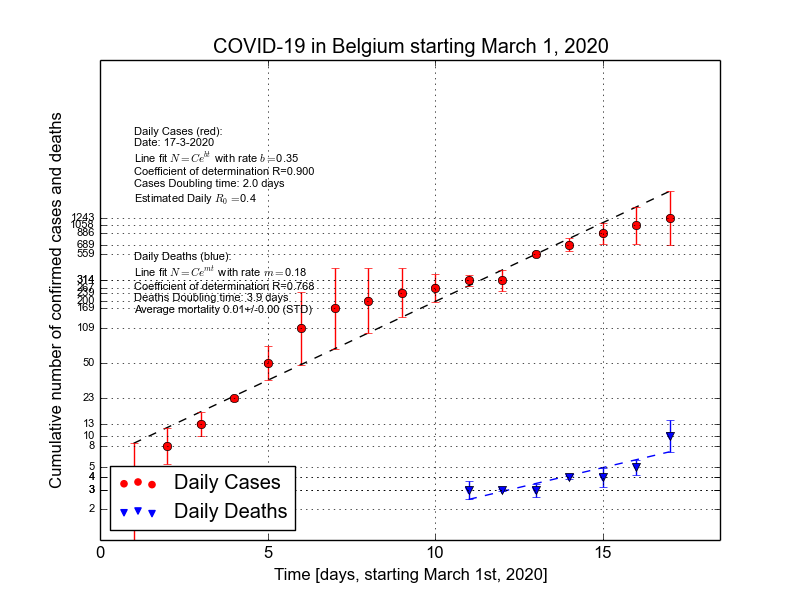 COVID-19 in Belgium starting March 1, 2020
Cumulative number of confirmed cases and deaths
Daily Cases (red):
Date: 17-3-2020
Line fit N=Ce^{bt} with rate b=0.35
Coefficient of determination R=0.900
Cases Doubling time: 2.0 days
Estimated Daily R_0=0.4
Daily Deaths (blue):
Line fit N=Ce^{mt} with rate m=0.18
Coefficient of determination R=0.768
Deaths Doubling time: 3.9 days
Average mortality 0.01+/-0.00 (STD)
1243
1058
886
689
559
314
267
239
200
169
109
50
23
13
10
8
5
4
3
2
Daily Cases
Daily Deaths
0 5 10 15
Time [days, starting March 1st, 2020]